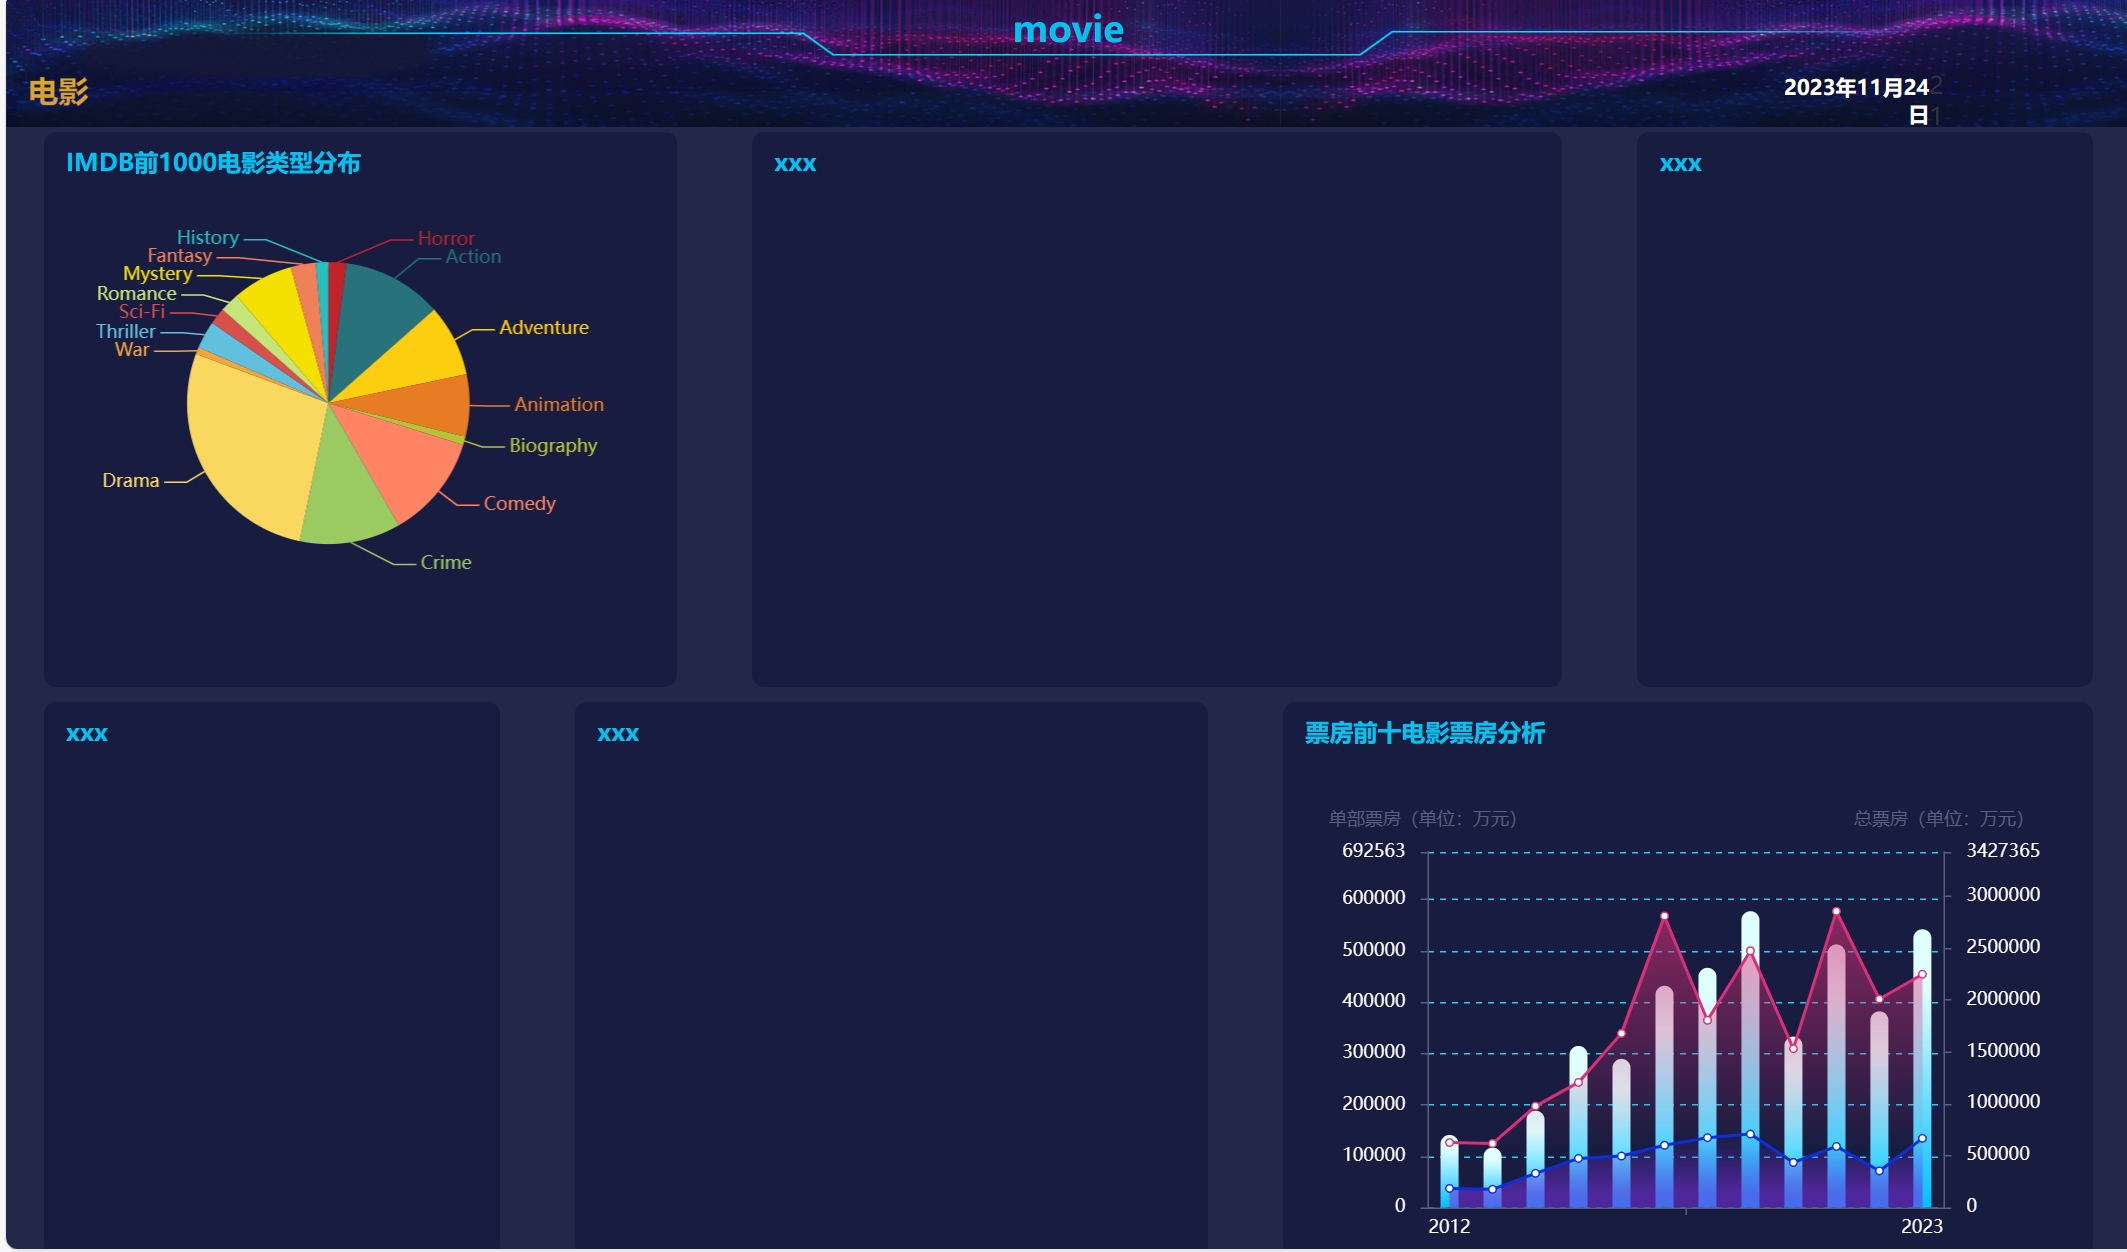 movie
电影
2023年11月24
日
21
IMDB前1000电影类型分布
History
Horror
Fantasy
Action
Mystery
Romance
Sci-Fi
Thriller
War
Adventure
Animation
Biography
Drama
Comedy
Crime
xxx
xxx
xxx
xxx
票房前十电影票房分析
单部票房（单位：万元）
总票房（单位：万元）
692563
3427365
600000
3000000
500000
2500000
400000
2000000
300000
1500000
200000
1000000
100000
500000
0
0
2012
2023